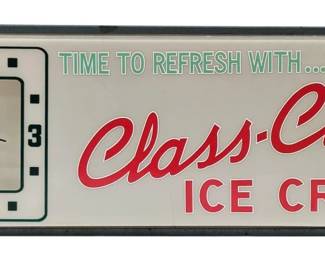 TIME TO REFRESH WITH...
3
Class-C
ICE CR